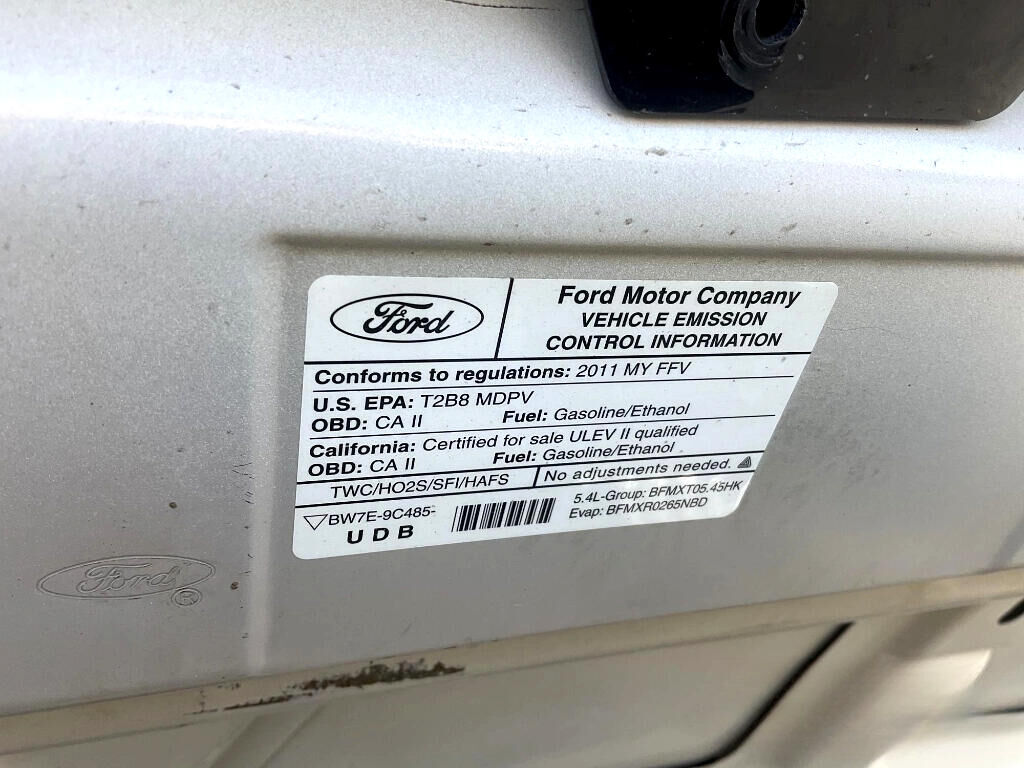 Ford
Ford Motor Company
VEHICLE EMISSION
CONTROL INFORMATION
Conforms to regulations: 2011 MY FFV
U.S. EPA: T2B8 MDPV
OBD: CA II Fuel: Gasoline/Ethanol
California: Certified for sale ULEV II qualified
OBD: CA II Fuel: Gasoline/Ethanol
TWC/HO2S/SFI/HAFS
No adjustments needed.
BW7E-9C485-
U D B
5.4L-Group: BFMXT05.45HK
Evap: BFMXR0265NBD
Ford ®